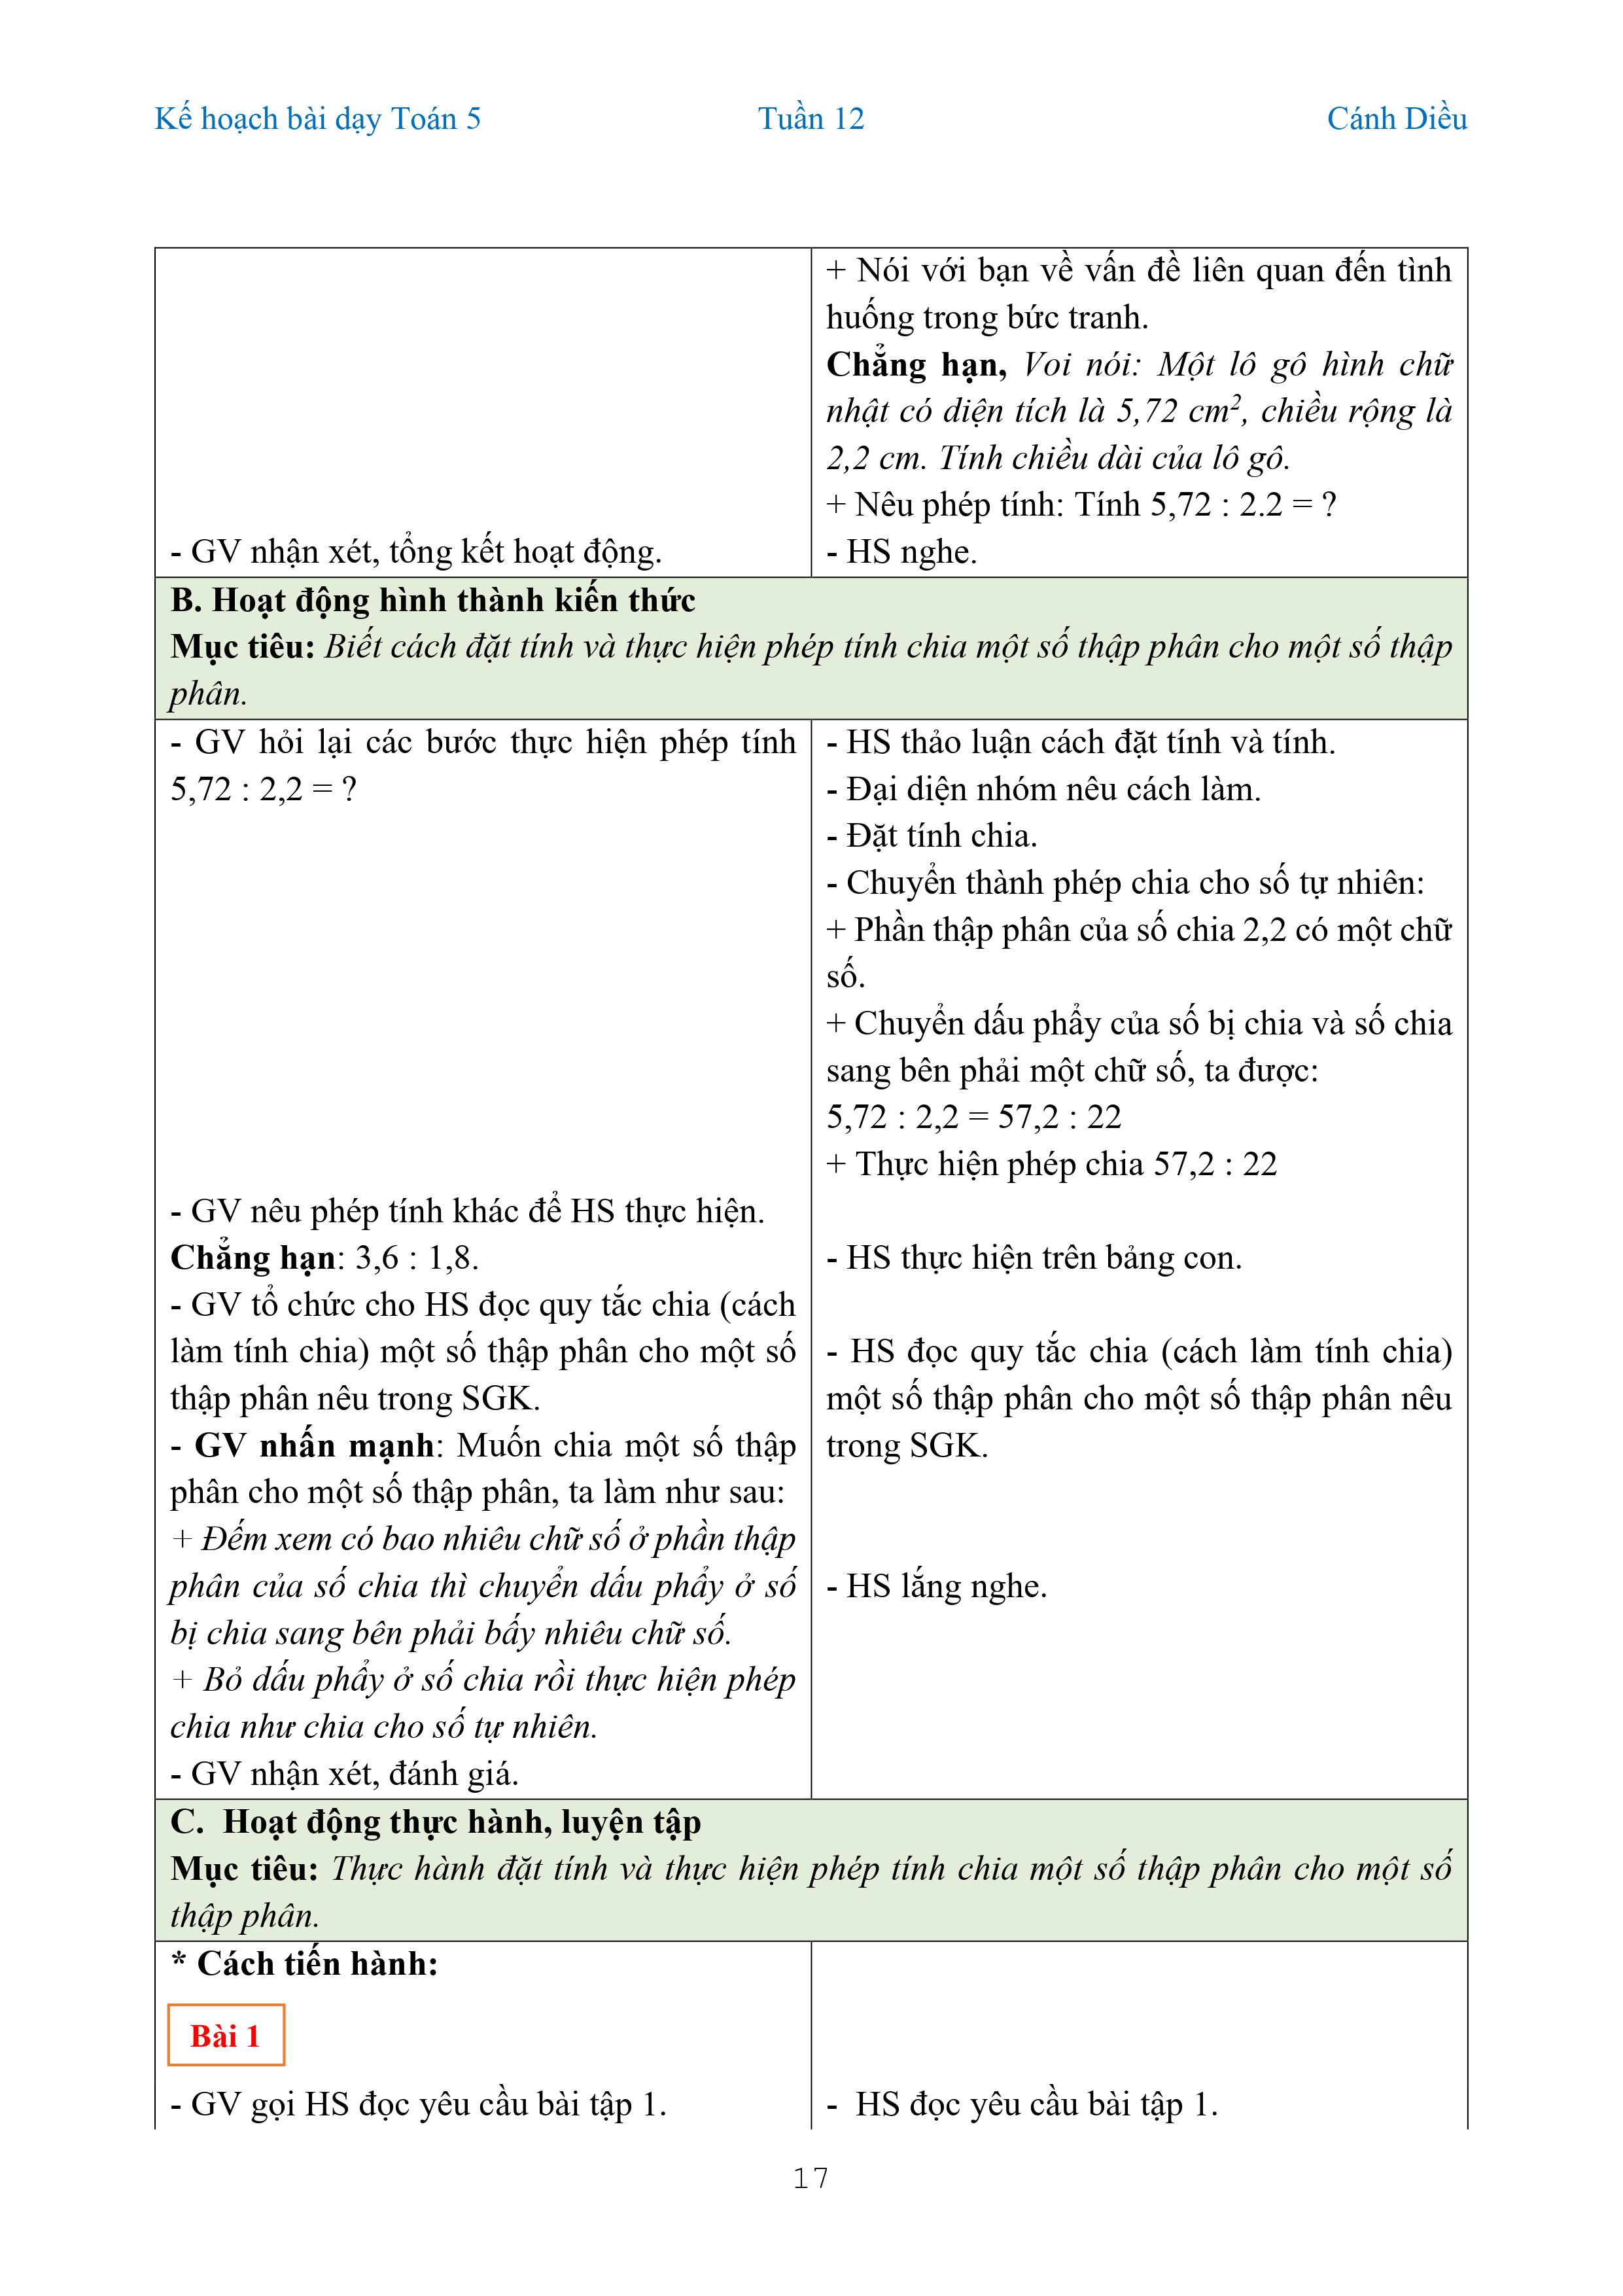 Kế hoạch bài dạy Toán 5 Tuần 12 Cánh Diều
+ Nói với bạn về vấn đề liên quan đến tình
huống trong bức tranh.
Chẳng hạn, Voi nói: Một lô gô hình chữ
nhật có diện tích là 5,72 cm², chiều rộng là
2,2 cm. Tính chiều dài của lô gô.
+ Nêu phép tính: Tính 5,72 : 2.2 = ?
- GV nhận xét, tổng kết hoạt động.
- HS nghe.
B. Hoạt động hình thành kiến thức
Mục tiêu: Biết cách đặt tính và thực hiện phép tính chia một số thập phân cho một số thập
phân.
- GV hỏi lại các bước thực hiện phép tính
5,72 : 2,2 = ?
- GV nêu phép tính khác để HS thực hiện.
Chẳng hạn: 3,6 : 1,8.
- GV tổ chức cho HS đọc quy tắc chia (cách
làm tính chia) một số thập phân cho một số
thập phân nêu trong SGK.
- GV nhấn mạnh: Muốn chia một số thập
phân cho một số thập phân, ta làm như sau:
+ Đếm xem có bao nhiêu chữ số ở phần thập
phân của số chia thì chuyển dấu phẩy ở số
bị chia sang bên phải bấy nhiêu chữ số.
+ Bỏ dấu phẩy ở số chia rồi thực hiện phép
chia như chia cho số tự nhiên.
- GV nhận xét, đánh giá.
- HS thảo luận cách đặt tính và tính.
- Đại diện nhóm nêu cách làm.
- Đặt tính chia.
- Chuyển thành phép chia cho số tự nhiên:
+ Phần thập phân của số chia 2,2 có một chữ
số.
+ Chuyển dấu phẩy của số bị chia và số chia
sang bên phải một chữ số, ta được:
5,72 : 2,2 = 57,2 : 22
+ Thực hiện phép chia 57,2 : 22
- HS thực hiện trên bảng con.
- HS đọc quy tắc chia (cách làm tính chia)
một số thập phân cho một số thập phân nêu
trong SGK.
- HS lắng nghe.
C. Hoạt động thực hành, luyện tập
Mục tiêu: Thực hành đặt tính và thực hiện phép tính chia một số thập phân cho một số
thập phân.
* Cách tiến hành:
Bài 1
- GV gọi HS đọc yêu cầu bài tập 1.
- HS đọc yêu cầu bài tập 1.
17